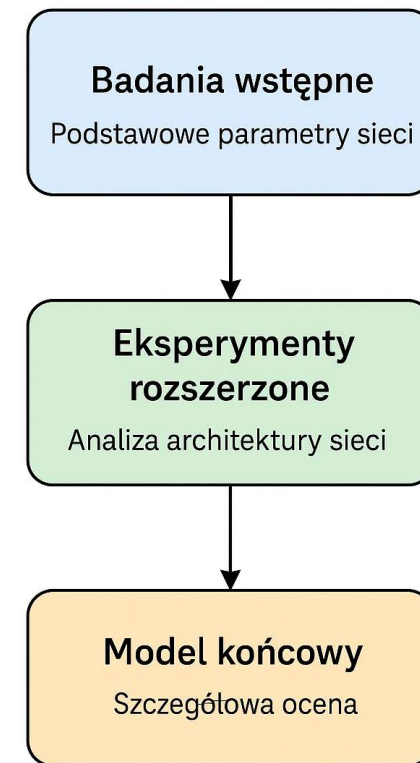 Badania wstępne
Podstawowe parametry sieci
Eksperymenty
rozszerzone
Analiza architektury sieci
Model końcowy
Szczegółowa ocena